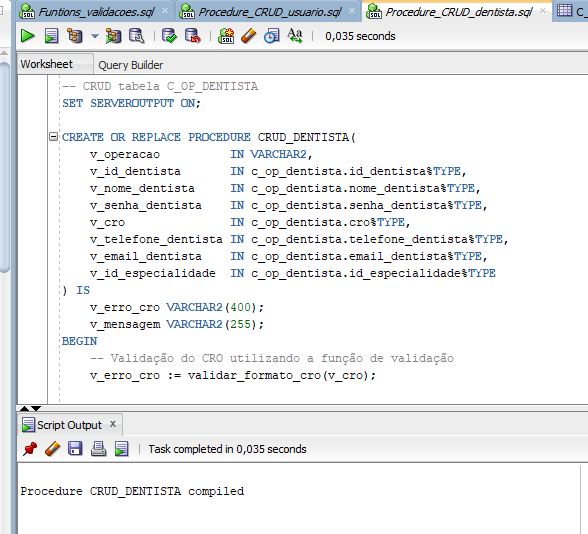 Funtions_validacoes.sql × Procedure_CRUD_usuario.sql × Procedure_CRUD_dentista.sql × C_
0,035 seconds
Worksheet Query Builder
-- CRUD tabela C_OP_DENTISTA
SET SERVEROUTPUT ON;
CREATE OR REPLACE PROCEDURE CRUD_DENTISTA(
v_operacao IN VARCHAR2,
v_id_dentista IN c_op_dentista.id_dentista%TYPE,
v_nome_dentista IN c_op_dentista.nome_dentista%TYPE,
v_senha_dentista IN c_op_dentista.senha_dentista%TYPE,
v_cro IN c_op_dentista.cro%TYPE,
v_telefone_dentista IN c_op_dentista.telefone_dentista%TYPE,
v_email_dentista IN c_op_dentista.email_dentista%TYPE,
v_id_especialidade IN c_op_dentista.id_especialidade%TYPE
) IS
v_erro_cro VARCHAR2(400);
v_mensagem VARCHAR2(255);
BEGIN
-- Validação do CRO utilizando a função de validação
v_erro_cro := validar_formato_cro(v_cro);
Script Output ×
Task completed in 0,035 seconds
Procedure CRUD_DENTISTA compiled